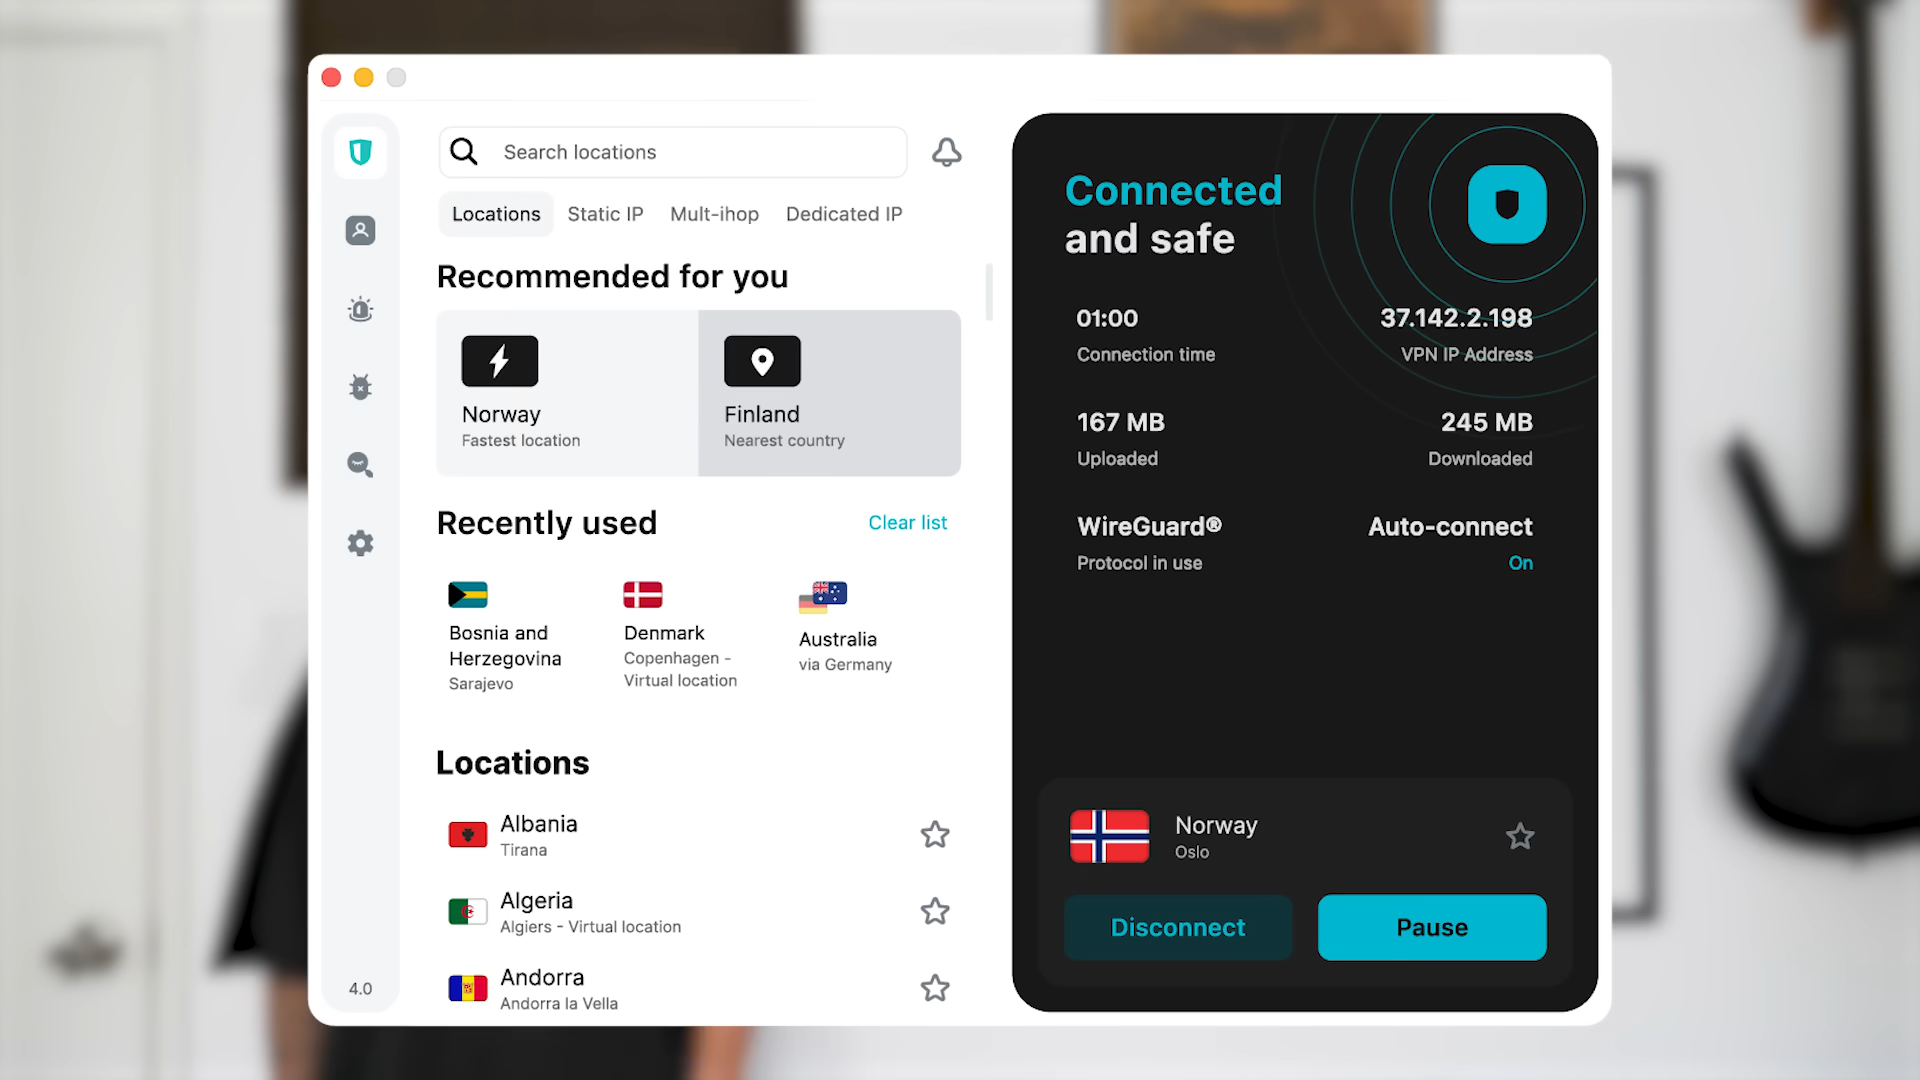 Search locations
Locations
Static IP
Mult-ihop
Dedicated IP
Recommended for you
Norway
Fastest location
Finland
Nearest country
Recently used
Clear list
Bosnia and
Herzegovina
Sarajevo
Denmark
Copenhagen -
Virtual location
Australia
via Germany
Locations
Albania
Tirana
Algeria
Algiers - Virtual location
Andorra
Andorra la Vella
4.0
Connected
and safe
01:00
Connection time
37.142.2.198
VPN IP Address
167 MB
Uploaded
245 MB
Downloaded
WireGuard®
Protocol in use
Auto-connect
On
Norway
Oslo
Disconnect
Pause